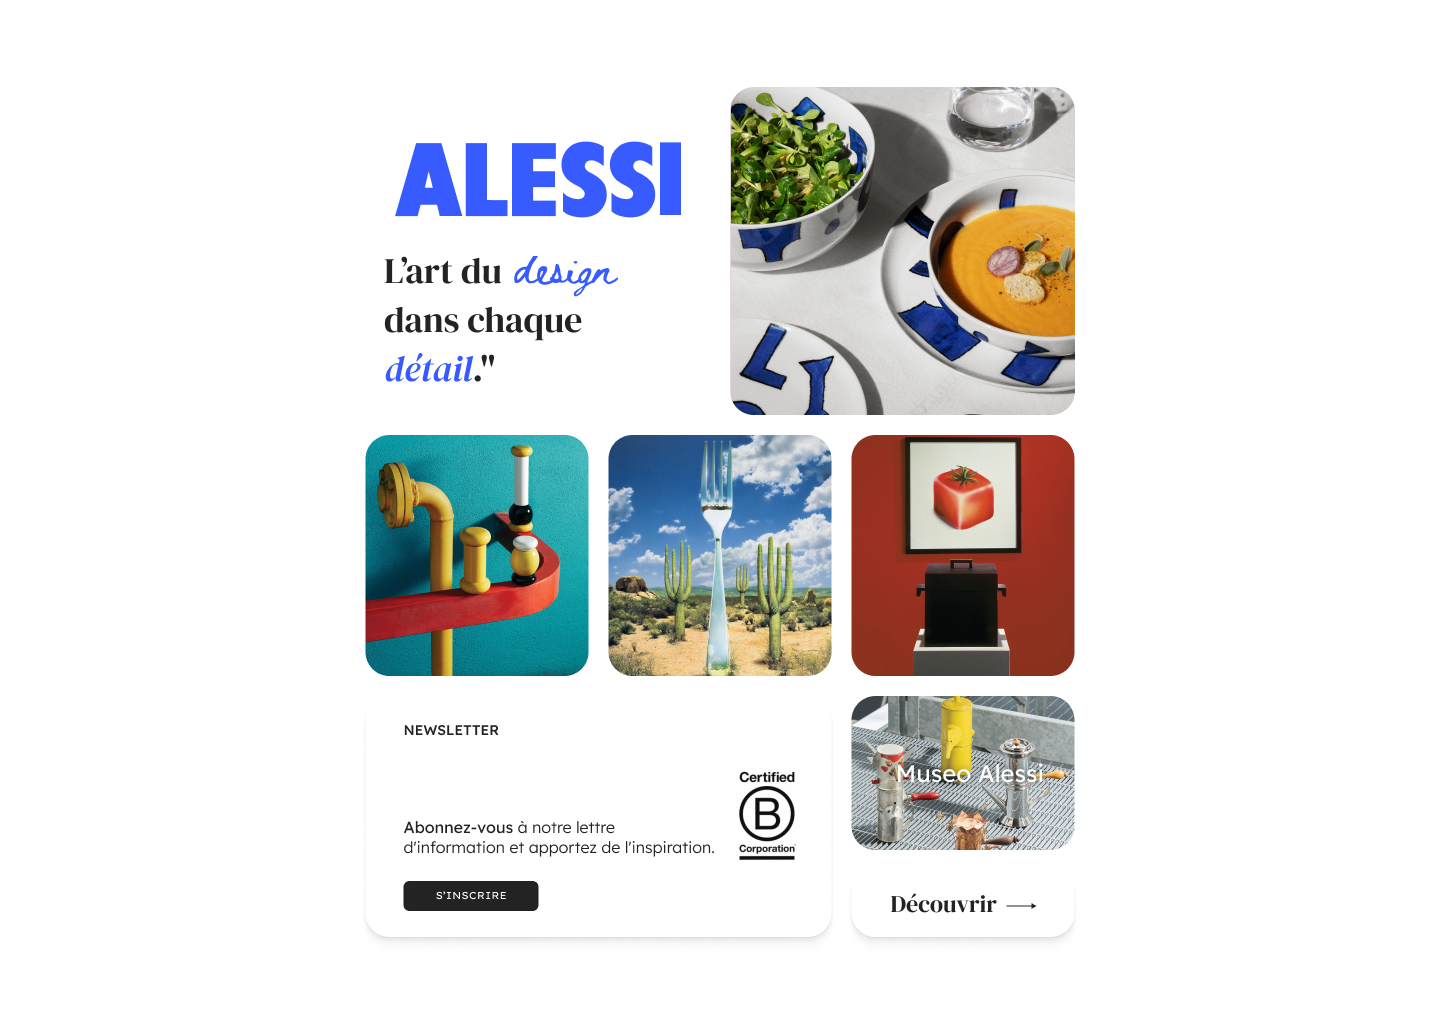 ALESSI
L’art du design
dans chaque
détail."
NEWSLETTER
Certified
B
Corporation
Abonnez-vous à notre lettre
d'information et apportez de l'inspiration.
S'INSCRIRE
Museo Alessi
Découvrir